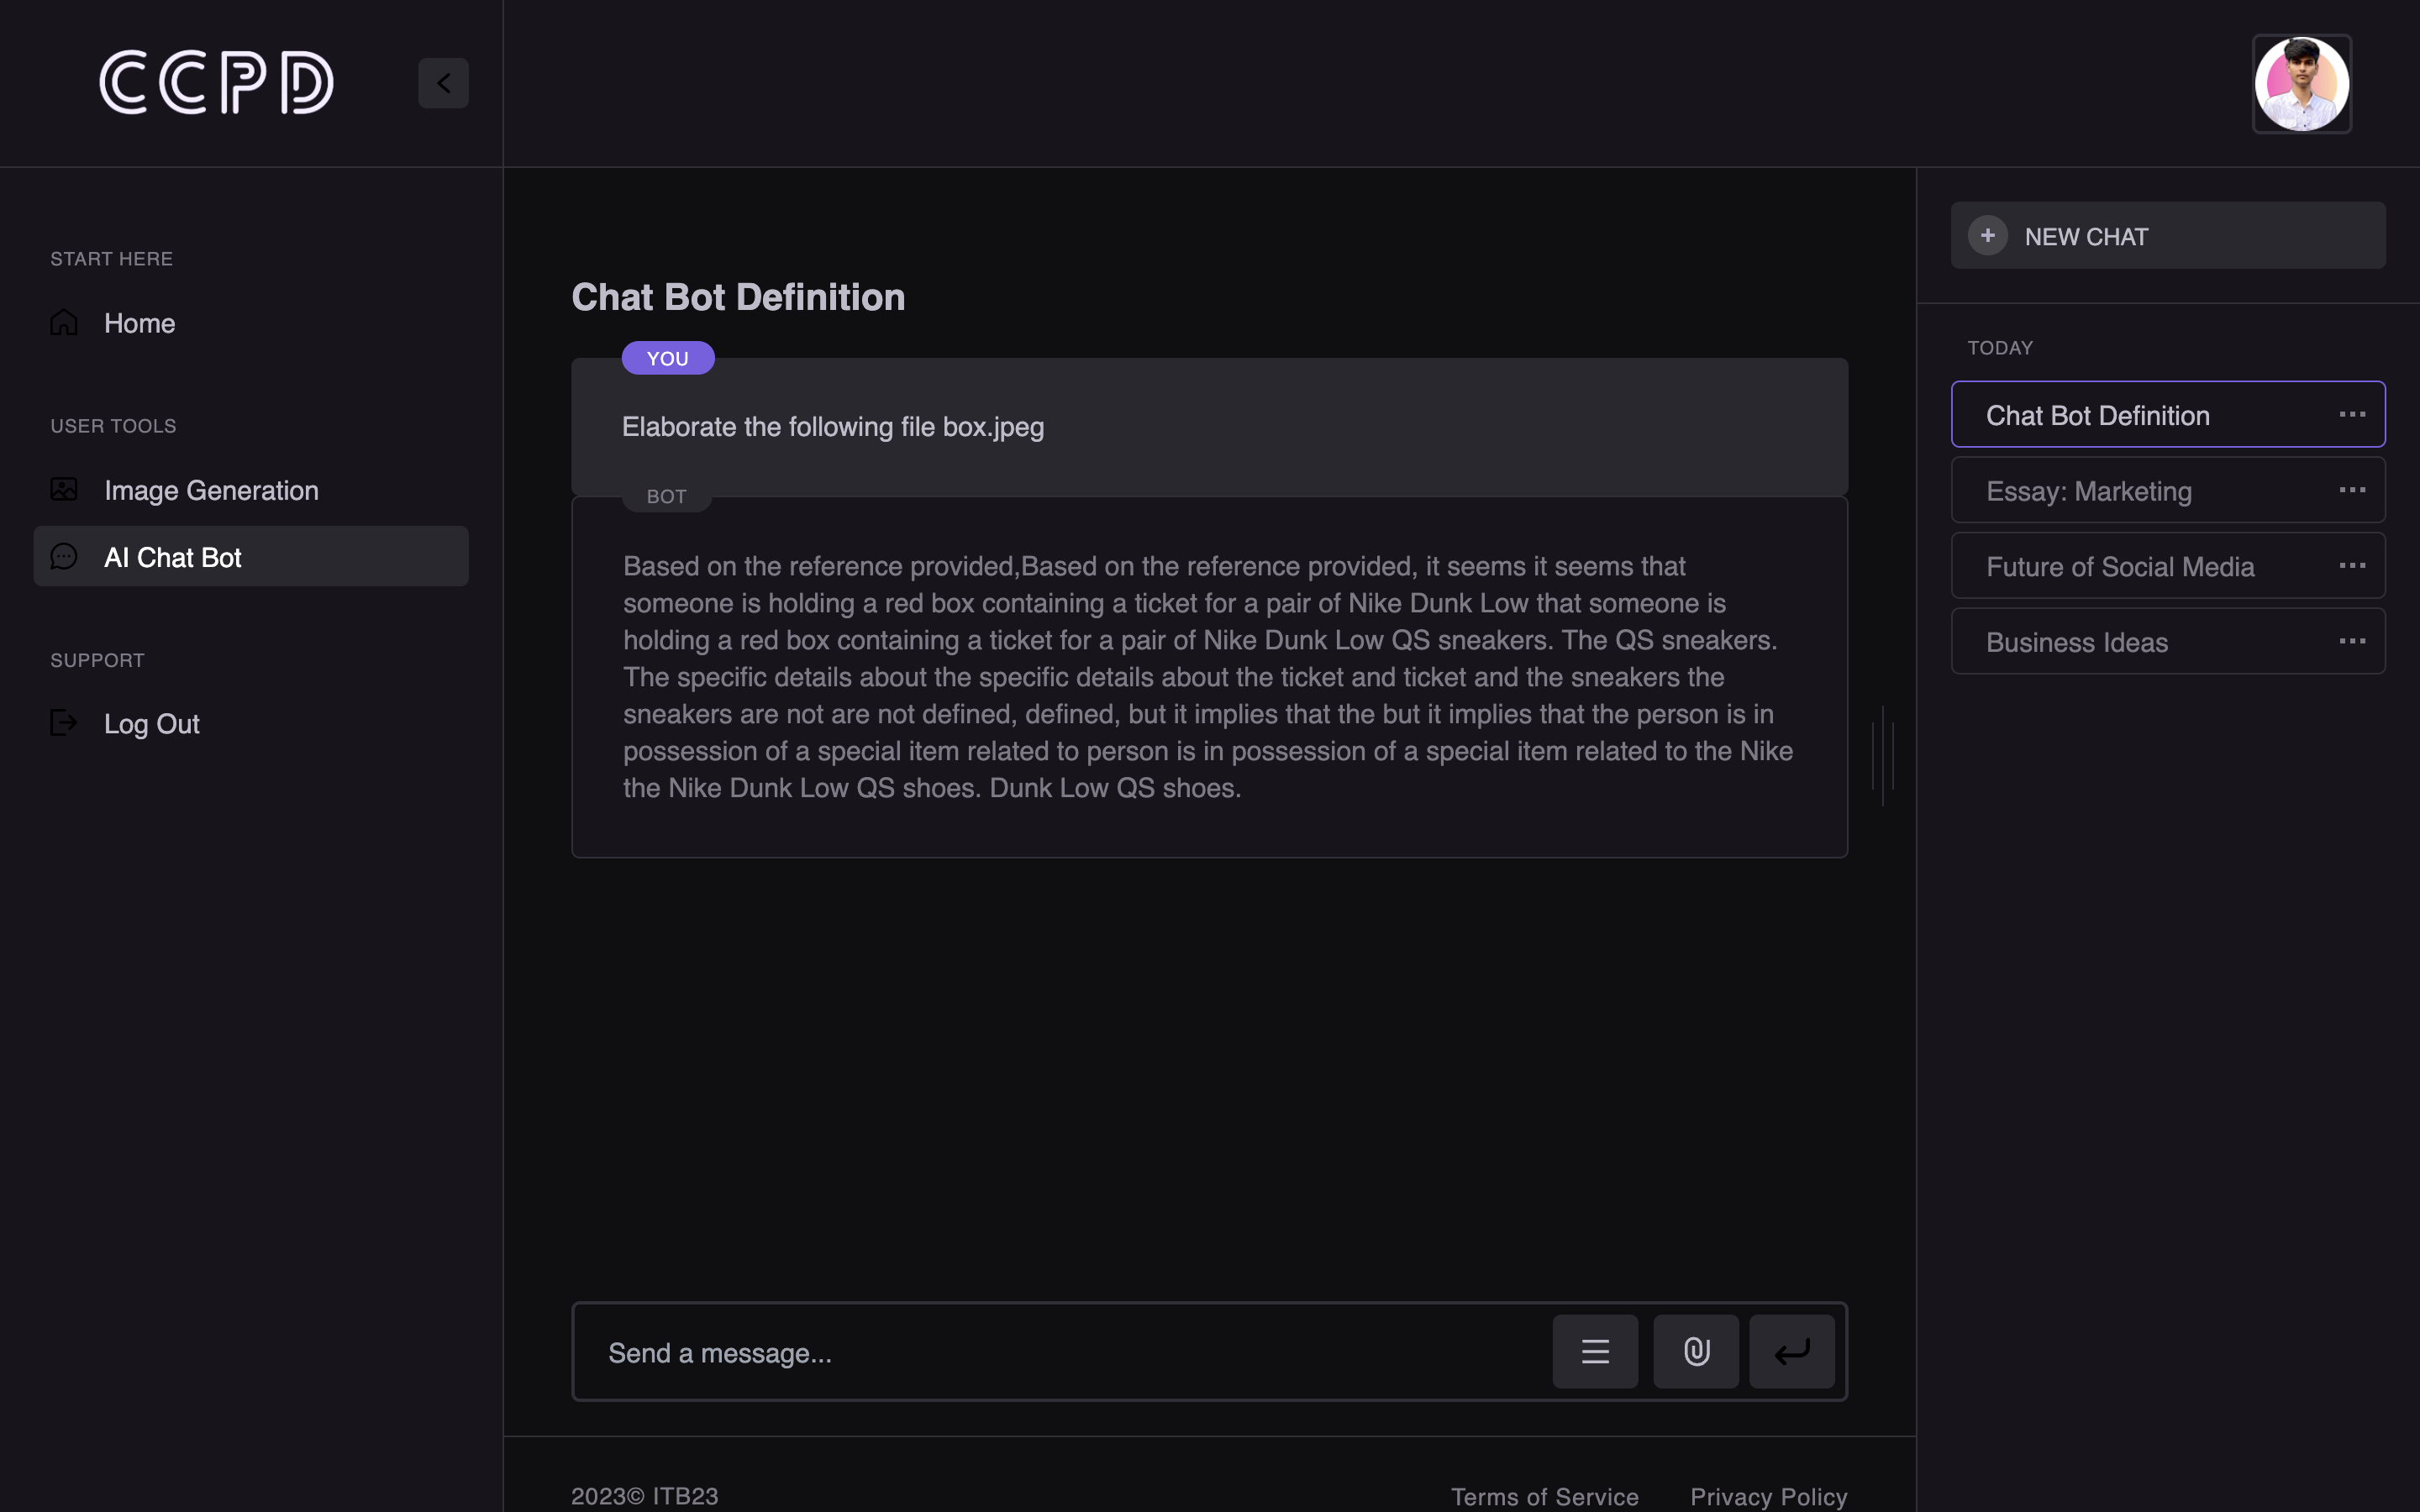 CCPD
START HERE
Home
USER TOOLS
Image Generation
AI Chat Bot
SUPPORT
Log Out
Chat Bot Definition
YOU
Elaborate the following file box.jpeg
BOT
Based on the reference provided,Based on the reference provided, it seems it seems that
someone is holding a red box containing a ticket for a pair of Nike Dunk Low that someone is
holding a red box containing a ticket for a pair of Nike Dunk Low QS sneakers. The QS sneakers.
The specific details about the specific details about the ticket and ticket and the sneakers the
sneakers are not are not defined, defined, but it implies that the but it implies that the person is in
possession of a special item related to person is in possession of a special item related to the Nike
the Nike Dunk Low QS shoes. Dunk Low QS shoes.
Send a message...
2023© ITB23
Terms of Service
Privacy Policy
NEW CHAT
TODAY
Chat Bot Definition
Essay: Marketing
Future of Social Media
Business Ideas